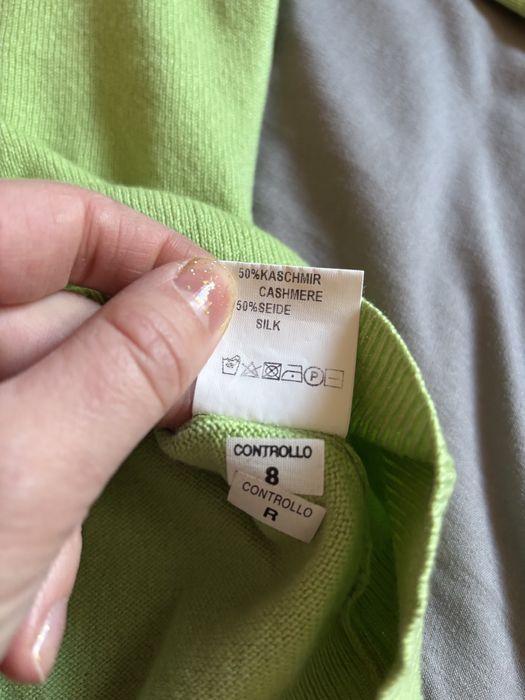 50%KASCHMIR
CASHMERE
50%SEIDE
SILK
P
CONTROLLO
8
CONTROLLO
R